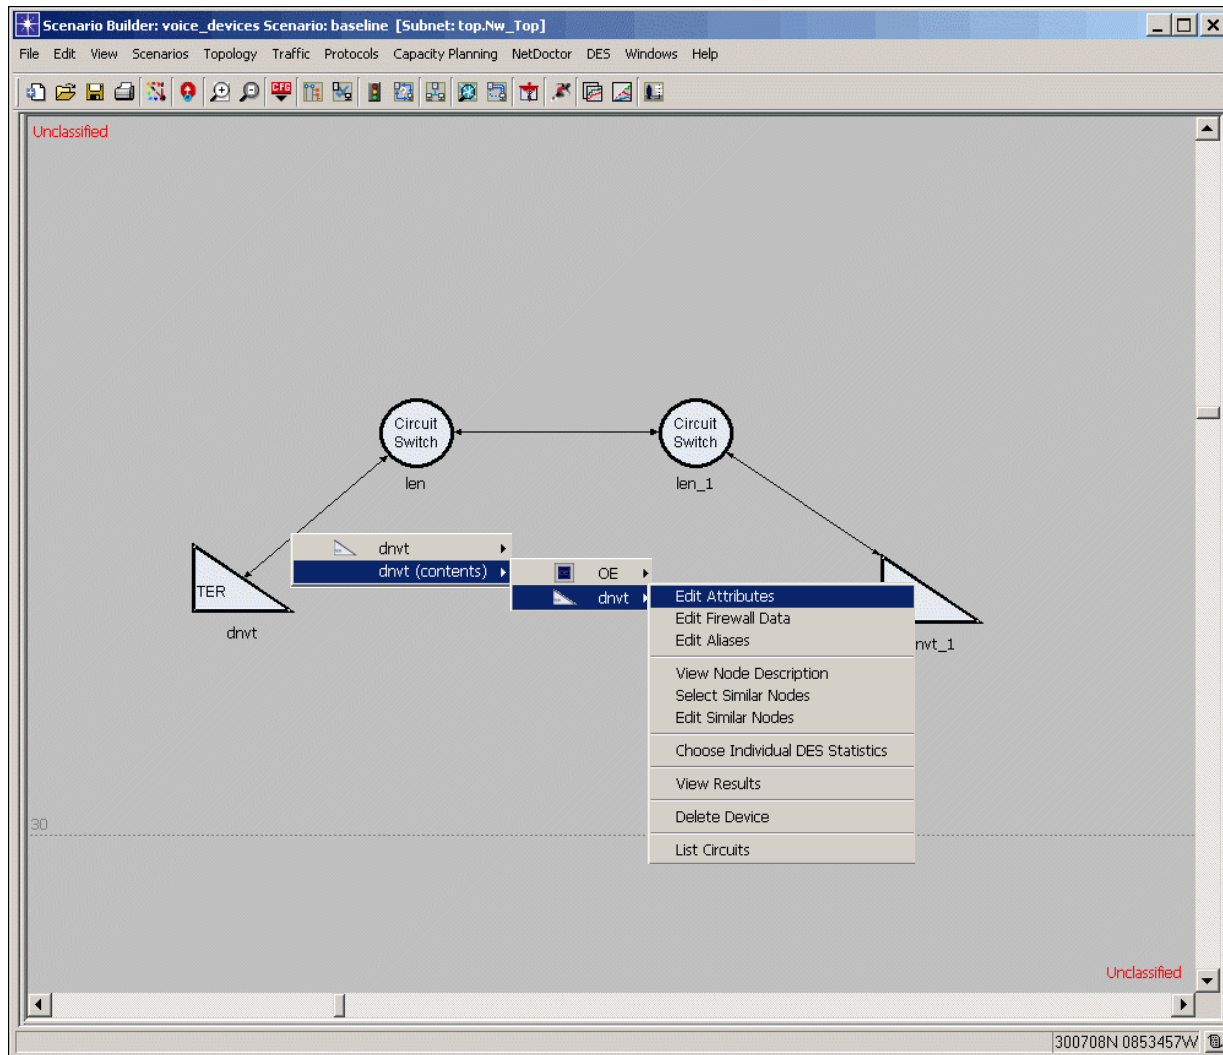 Scenario Builder: voice_devices Scenario: baseline [Subnet: top.Nw_Top]
File Edit View Scenarios Topology Traffic Protocols Capacity Planning NetDoctor DES Windows Help
CFG
Unclassified
Circuit
Switch
len
Circuit
Switch
len_1
TER
dnvt
dnvt
dnvt (contents)
OE
dnvt
Edit Attributes
Edit Firewall Data
Edit Aliases
View Node Description
Select Similar Nodes
Edit Similar Nodes
Choose Individual DES Statistics
View Results
Delete Device
List Circuits
nvt_1
30
Unclassified
300708N 0853457W